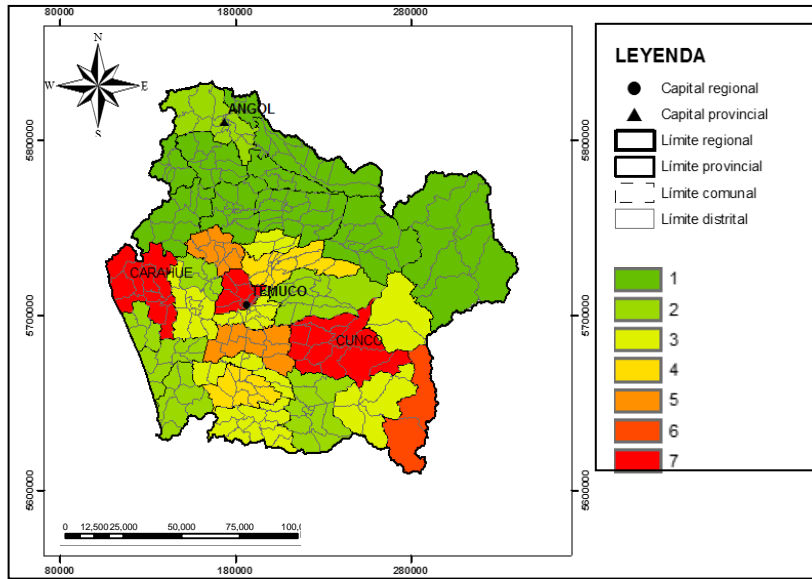 80000 180000 280000
N
W E
S
5800000 5800000
5700000 5700000
5600000 5600000
ANGOL
CARAHUE
TEMUCO
CUNCO
0 12,500 25,000 50,000 75,000 100,
80000 180000 280000
LEYENDA
Capital regional
Capital provincial
Límite regional
Límite provincial
Límite comunal
Límite distrital
1
2
3
4
5
6
7